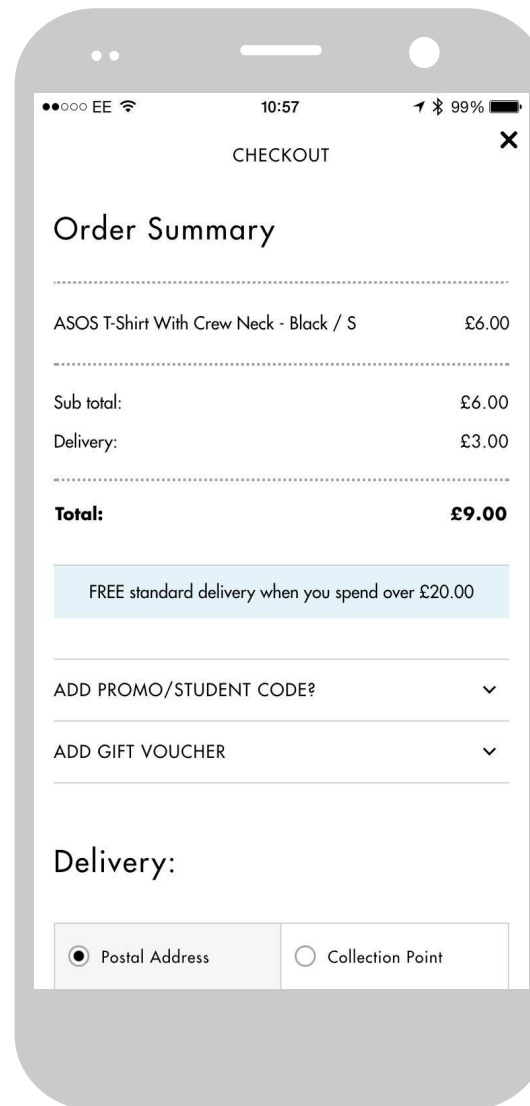 EE 10:57 99%
CHECKOUT
Order Summary
ASOS T-Shirt With Crew Neck - Black / S £6.00
Sub total: £6.00
Delivery: £3.00
Total: £9.00
FREE standard delivery when you spend over £20.00
ADD PROMO/STUDENT CODE?
ADD GIFT VOUCHER
Delivery:
Postal Address Collection Point